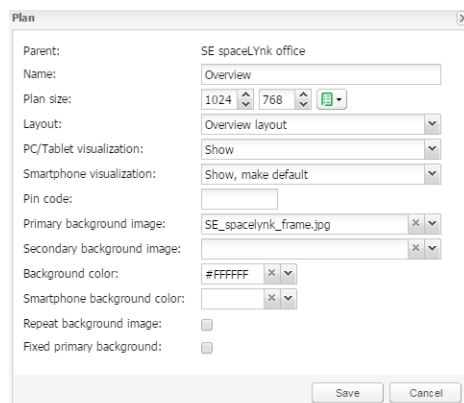 Plan
Parent: SE spaceLYnk office
Name: Overview
Plan size: 1024 768
Layout: Overview layout
PC/Tablet visualization: Show
Smartphone visualization: Show, make default
Pin code:
Primary background image: SE_spacelynk_frame.jpg
Secondary background image:
Background color: #FFFFFF
Smartphone background color:
Repeat background image:
Fixed primary background:
Save Cancel